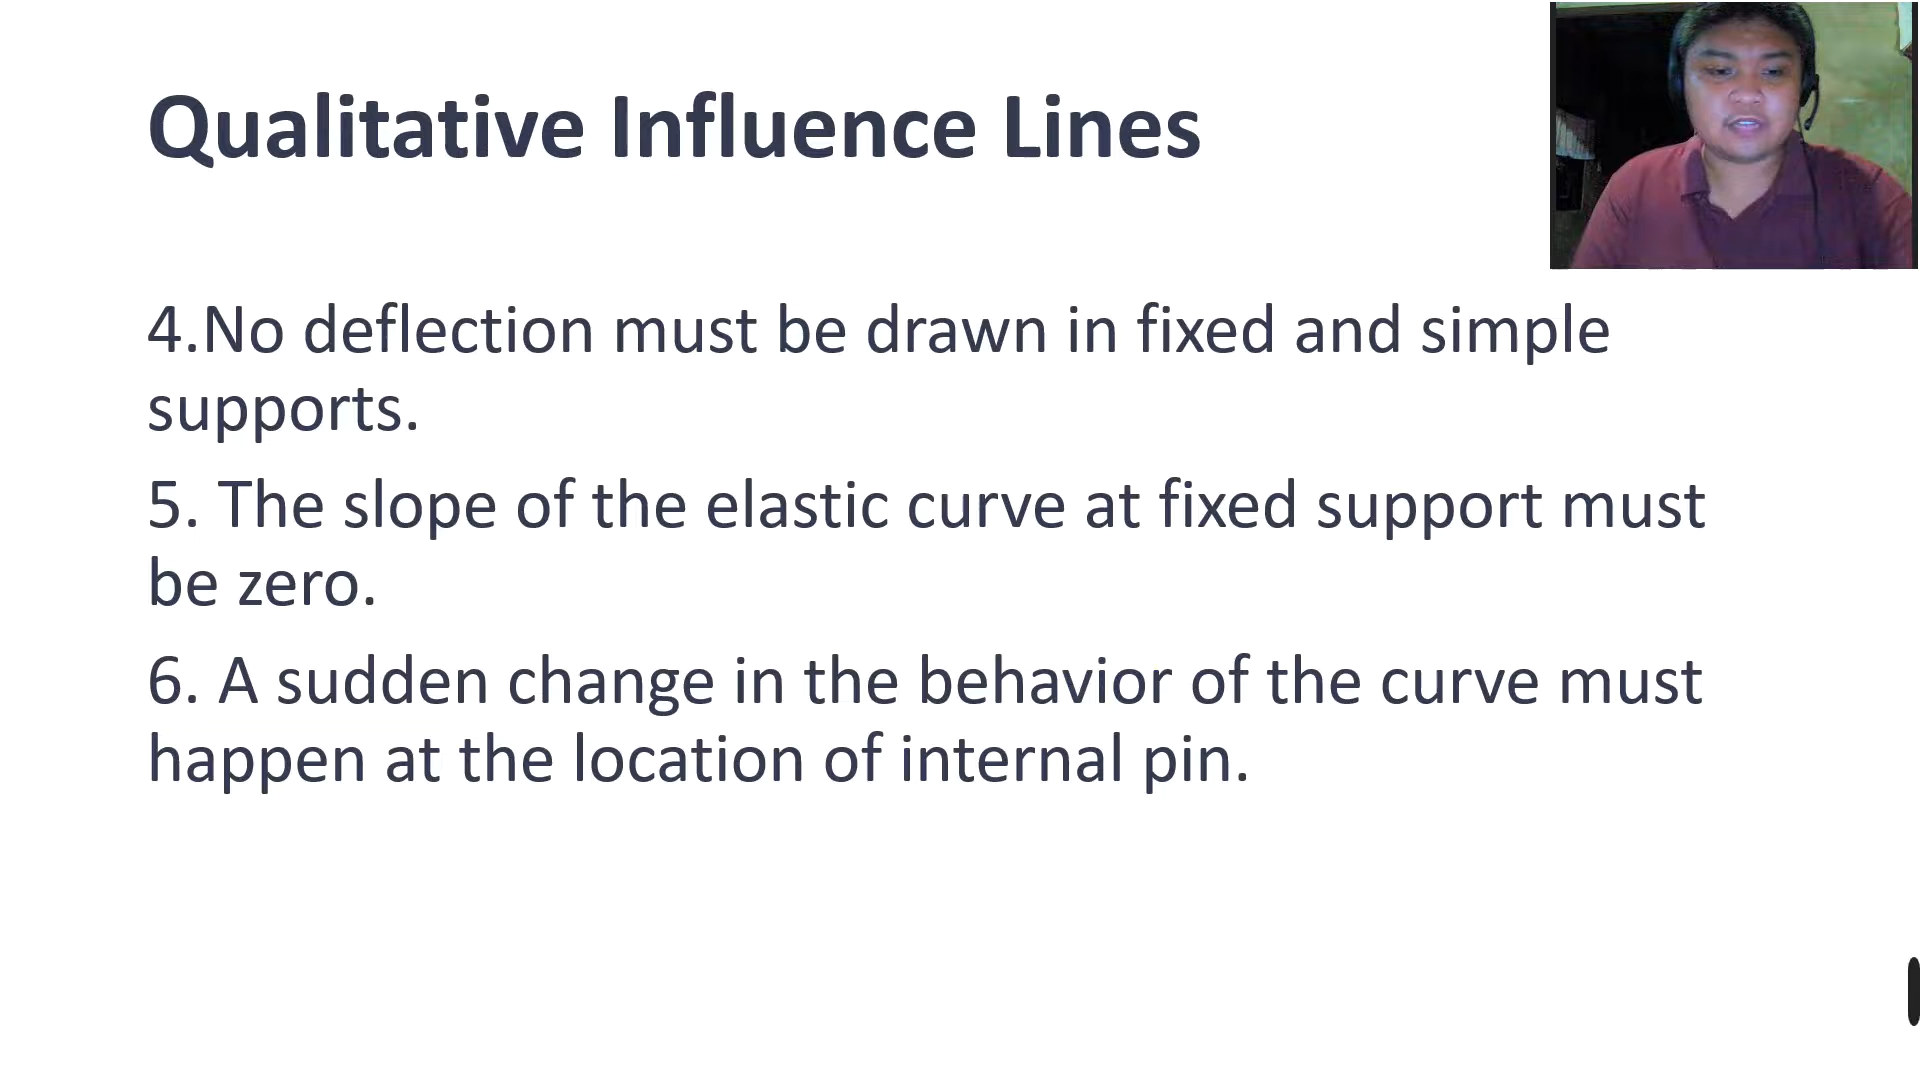 Qualitative Influence Lines
4.No deflection must be drawn in fixed and simple
supports.
5. The slope of the elastic curve at fixed support must
be zero.
6. A sudden change in the behavior of the curve must
happen at the location of internal pin.